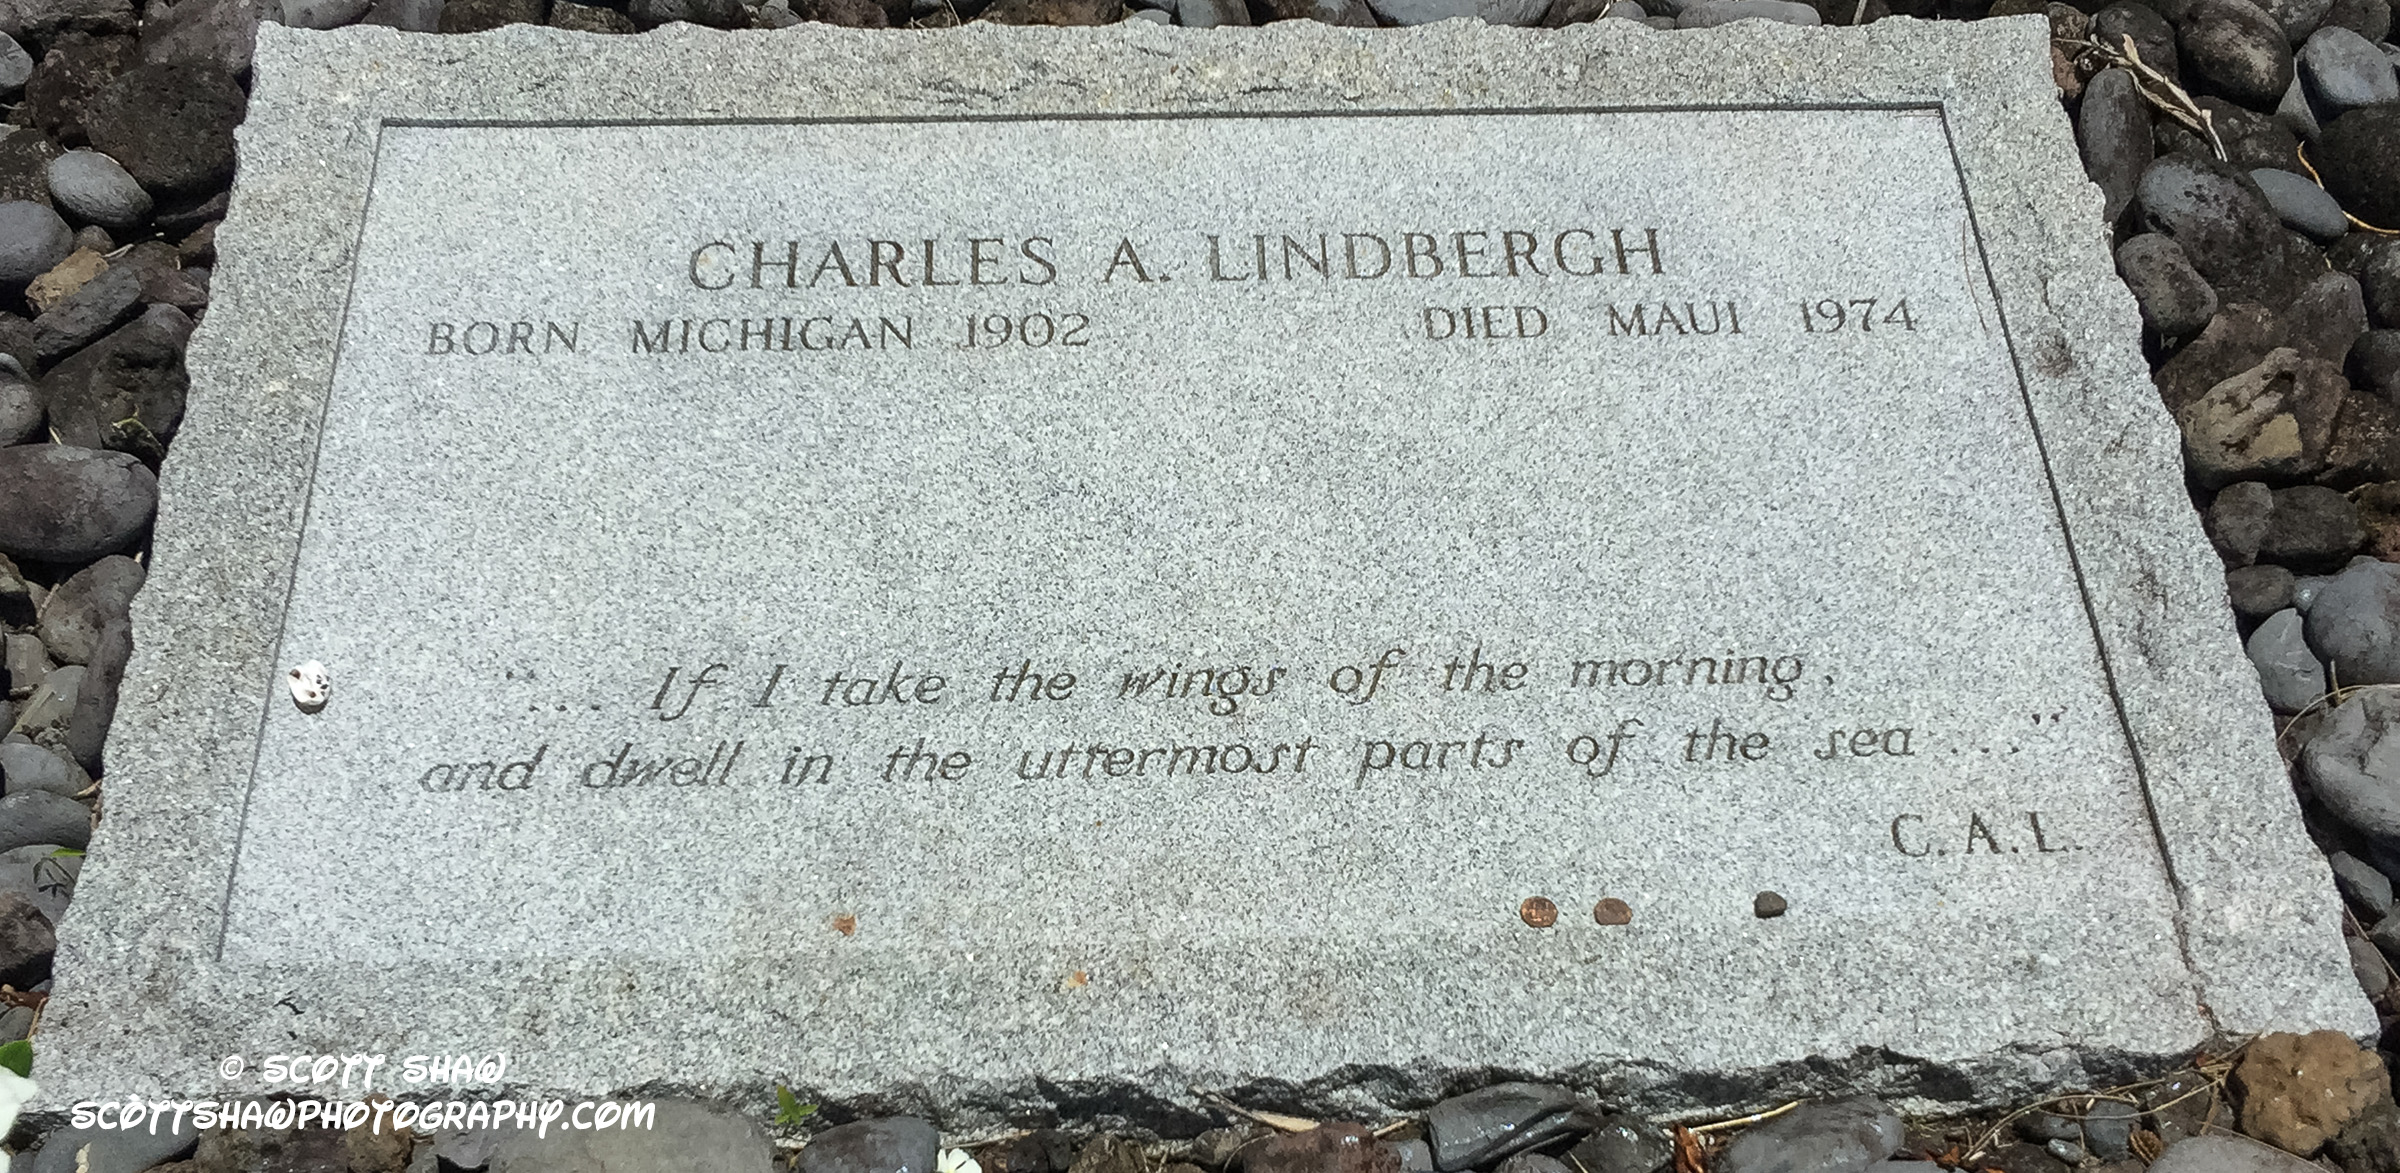 CHARLES A. LINDBERGH
BORN MICHIGAN 1902 DIED MAUI 1974
"... If I take the wings of the morning,
and dwell in the uttermost parts of the sea ..."
C.A.L.
© SCOTT SHAW
SCOTTSHAWPHOTOGRAPHY.COM